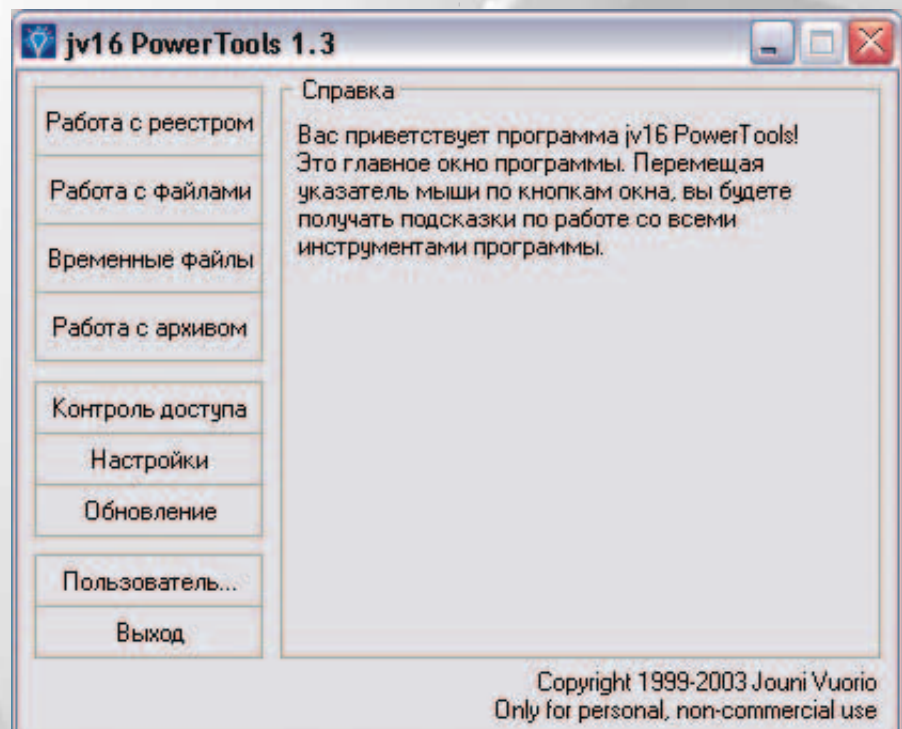 jv16 PowerTools 1.3
Работа с реестром
Работа с файлами
Временные файлы
Работа с архивом
Контроль доступа
Настройки
Обновление
Пользователь...
Выход
Справка
Вас приветствует программа jv16 PowerTools!
Это главное окно программы. Перемещая
указатель мыши по кнопкам окна, вы будете
получать подсказки по работе со всеми
инструментами программы.
Copyright 1999-2003 Jouni Vuorio
Only for personal, non-commercial use